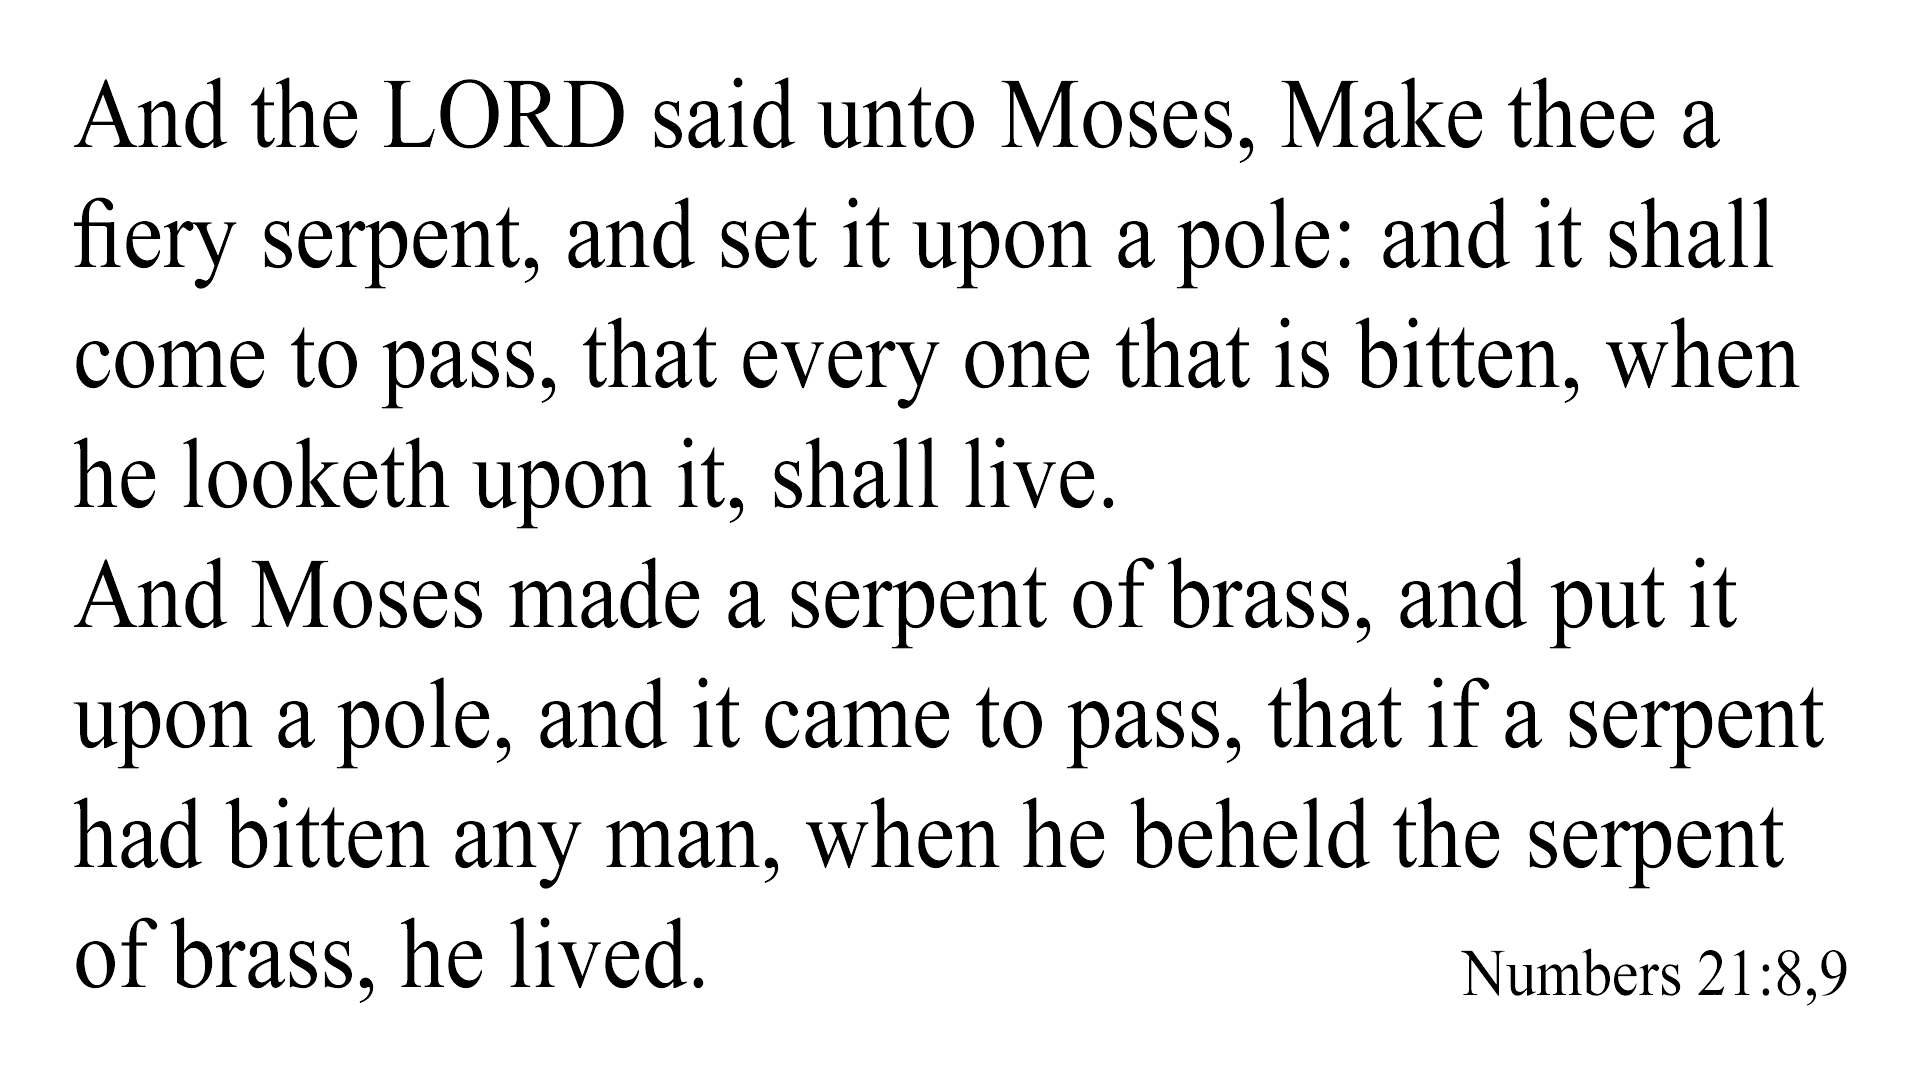 And the LORD said unto Moses, Make thee a
fiery serpent, and set it upon a pole: and it shall
come to pass, that every one that is bitten, when
he looketh upon it, shall live.
And Moses made a serpent of brass, and put it
upon a pole, and it came to pass, that if a serpent
had bitten any man, when he beheld the serpent
of brass, he lived.
Numbers 21:8,9